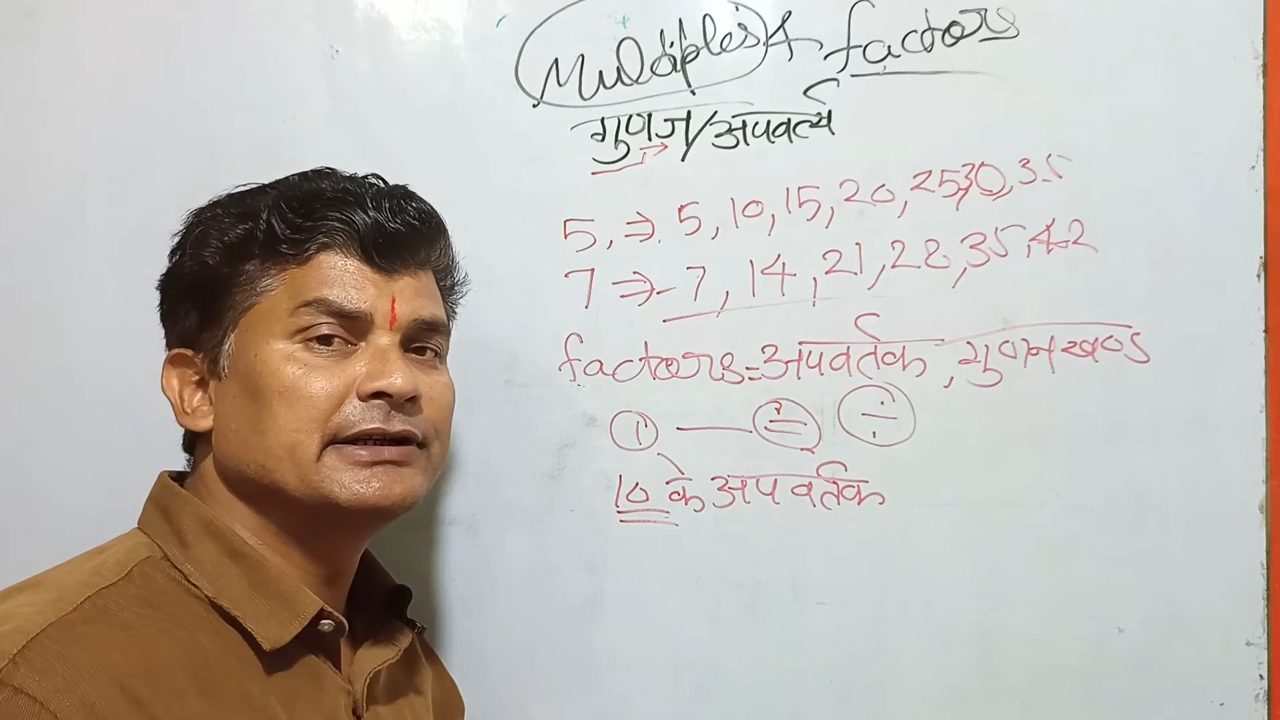 Multiples & factors
गुणज/अपवर्त्य
5, ⇒ 5, 10, 15, 20, 25, 30, 35
7 ⇒ 7, 14, 21, 28, 35, 42
factors = अपवर्तक, गुणनखण्ड
1 — = ÷
10 के अपवर्तक